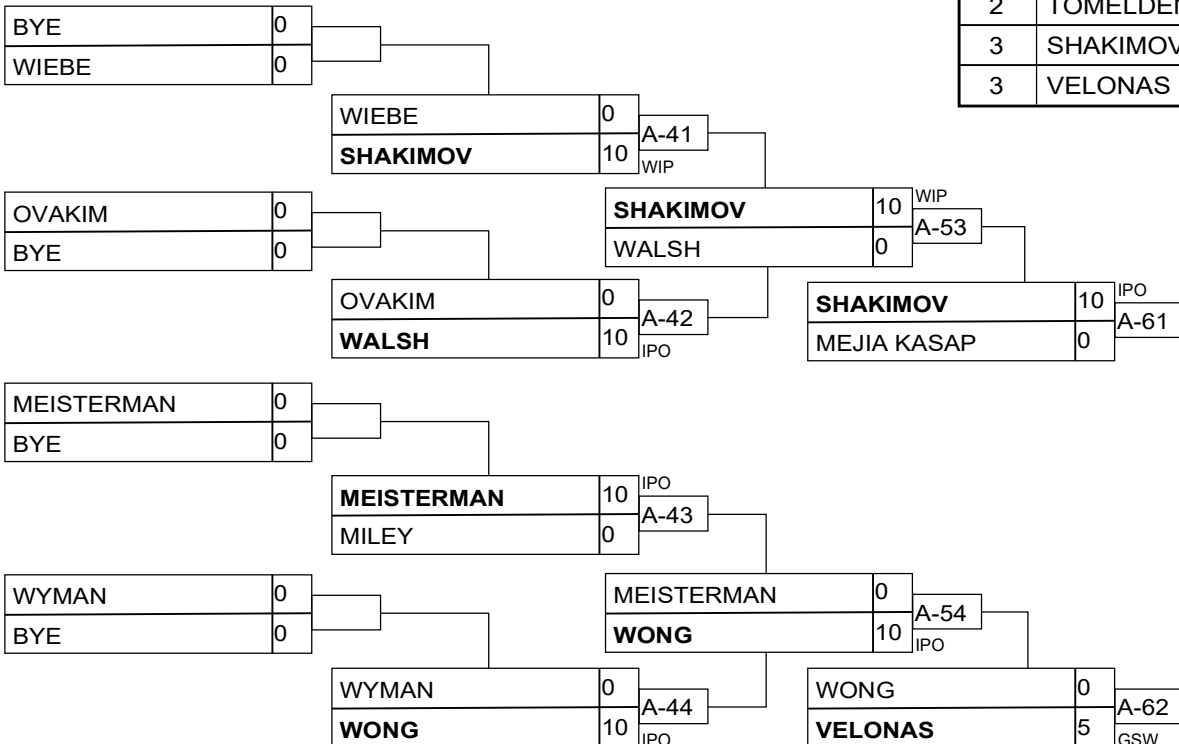 2 TOMELDEN
3 SHAKIMOV
3 VELONAS
BYE 0
WIEBE 0
WIEBE 0
A-41
SHAKIMOV 10 WIP
OVAKIM 0
BYE 0
SHAKIMOV 10 WIP
A-53
WALSH 0
OVAKIM 0
A-42
WALSH 10 IPO
SHAKIMOV 10 IPO
A-61
MEJIA KASAP 0
MEISTERMAN 0
BYE 0
MEISTERMAN 10 IPO
A-43
MILEY 0
WYMAN 0
BYE 0
MEISTERMAN 0
A-54
WONG 10 IPO
WYMAN 0
A-44
WONG 10 IPO
WONG 0
A-62
VELONAS 5 GSW